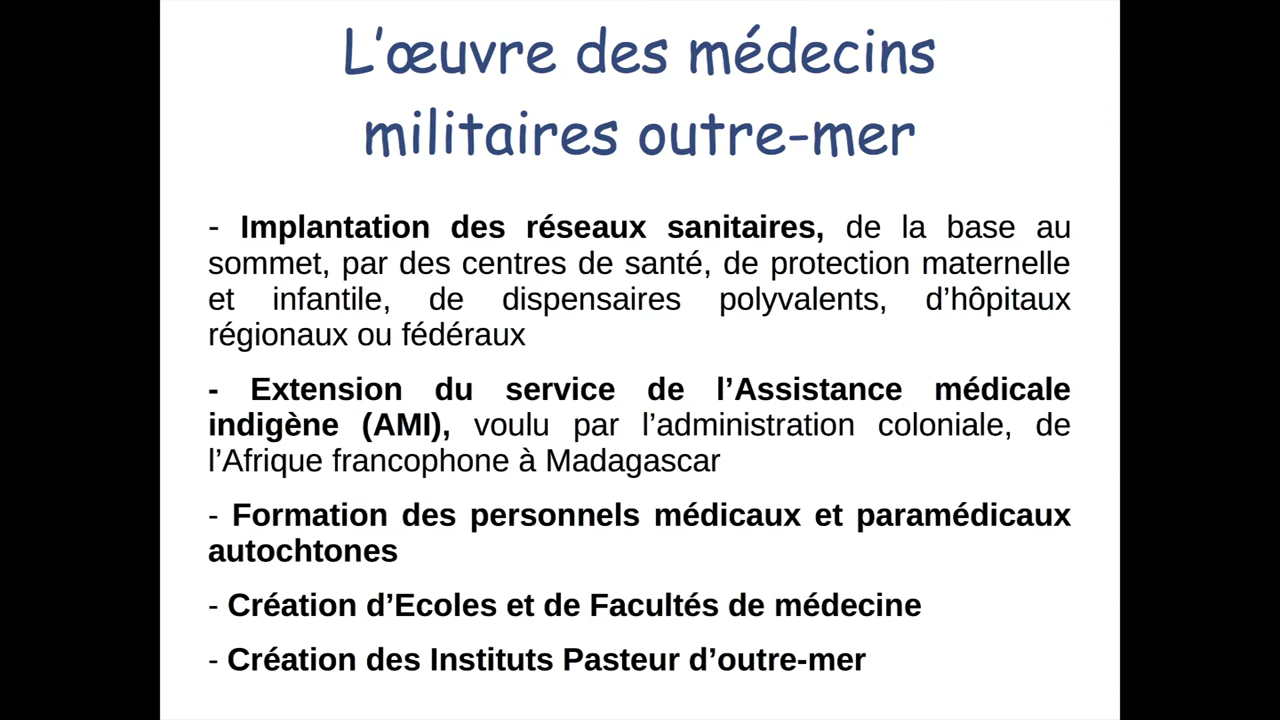 L’œuvre des médecins
militaires outre-mer
- Implantation des réseaux sanitaires, de la base au
sommet, par des centres de santé, de protection maternelle
et infantile, de dispensaires polyvalents, d’hôpitaux
régionaux ou fédéraux
- Extension du service de l’Assistance médicale
indigène (AMI), voulu par l’administration coloniale, de
l’Afrique francophone à Madagascar
- Formation des personnels médicaux et paramédicaux
autochtones
- Création d’Ecoles et de Facultés de médecine
- Création des Instituts Pasteur d’outre-mer